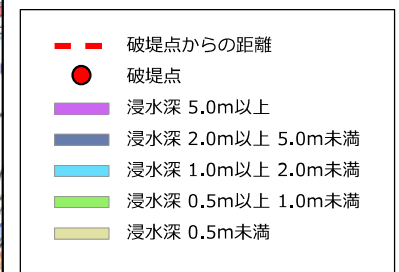 破堤点からの距離
破堤点
浸水深 5.0m以上
浸水深 2.0m以上 5.0m未満
浸水深 1.0m以上 2.0m未満
浸水深 0.5m以上 1.0m未満
浸水深 0.5m未満